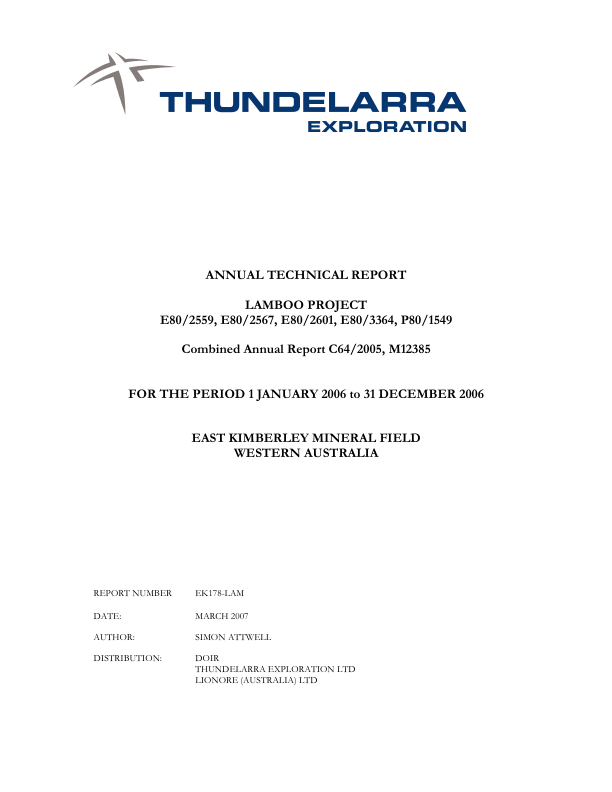 THUNDELARRA
EXPLORATION
ANNUAL TECHNICAL REPORT
LAMBOO PROJECT
E80/2559, E80/2567, E80/2601, E80/3364, P80/1549
Combined Annual Report C64/2005, M12385
FOR THE PERIOD 1 JANUARY 2006 to 31 DECEMBER 2006
EAST KIMBERLEY MINERAL FIELD
WESTERN AUSTRALIA
REPORT NUMBER EK178-LAM
DATE: MARCH 2007
AUTHOR: SIMON ATTWELL
DISTRIBUTION: DOIR
THUNDELARRA EXPLORATION LTD
LIONORE (AUSTRALIA) LTD